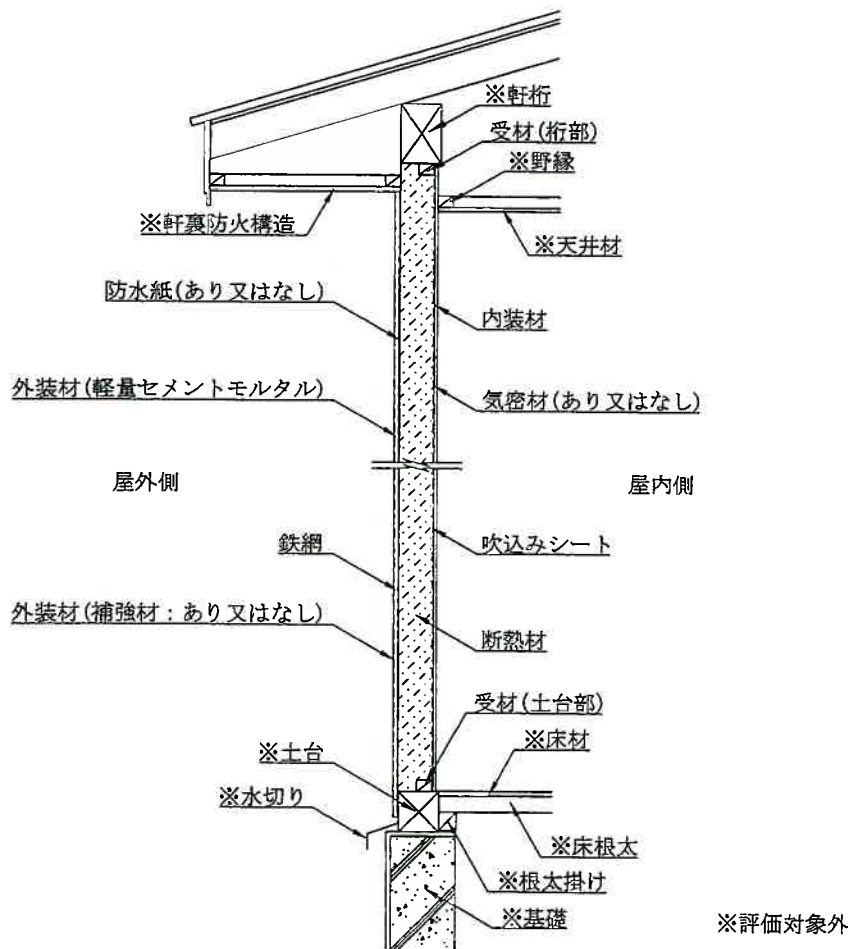 ※軒桁
受材(桁部)
※野縁
※軒裏防火構造
※天井材
防水紙(あり又はなし)
内装材
外装材(軽量セメントモルタル)
気密材(あり又はなし)
屋外側
屋内側
鉄網
吹込みシート
外装材(補強材：あり又はなし)
断熱材
受材(土台部)
※土台
※床材
※水切り
※床根太
※根太掛け
※基礎
※評価対象外